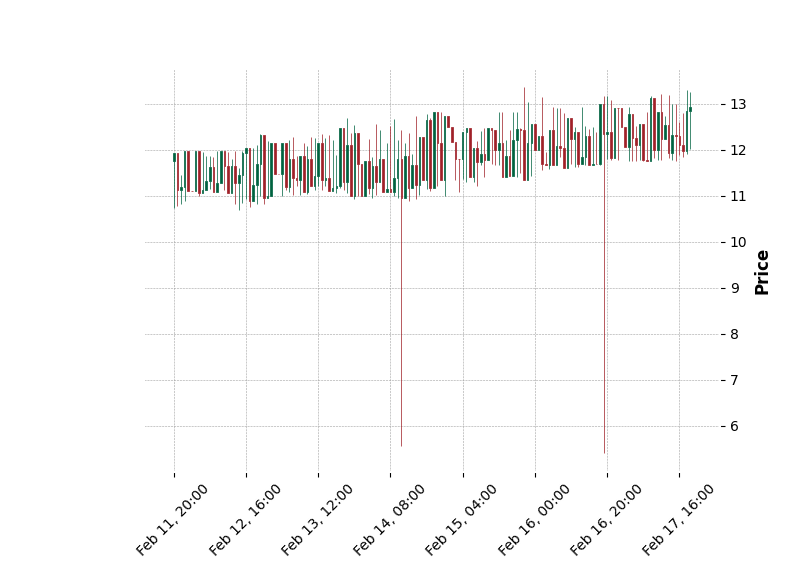 13
12
11
10
9
8
7
6
Price
Feb 11, 20:00
Feb 12, 16:00
Feb 13, 12:00
Feb 14, 08:00
Feb 15, 04:00
Feb 16, 00:00
Feb 16, 20:00
Feb 17, 16:00